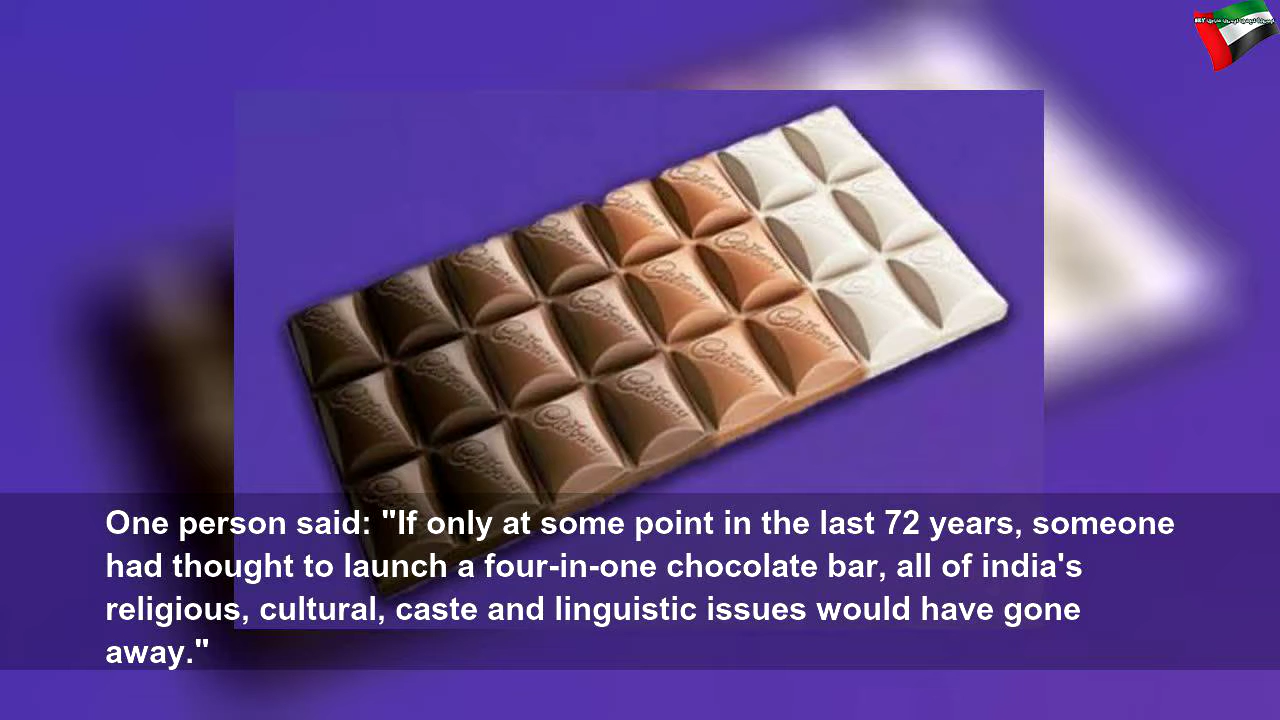 Cadbury
One person said: "If only at some point in the last 72 years, someone
had thought to launch a four-in-one chocolate bar, all of india's
religious, cultural, caste and linguistic issues would have gone
away."